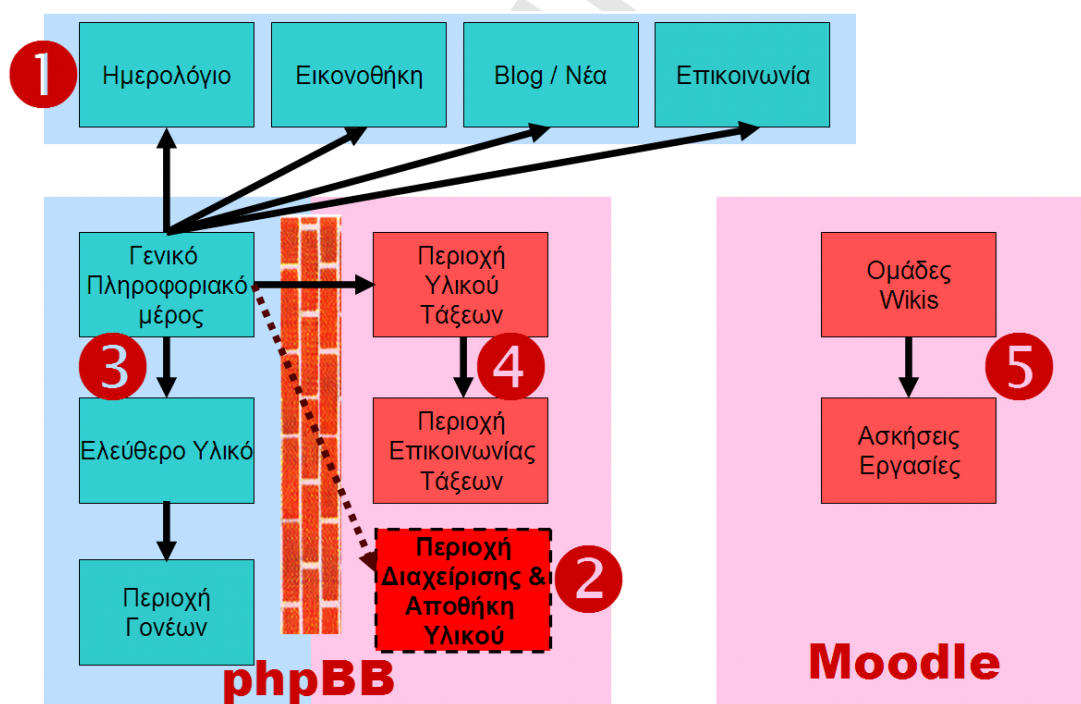 1
Ημερολόγιο
Εικονοθήκη
Blog / Νέα
Επικοινωνία
Γενικό
Πληροφοριακό
μέρος
Περιοχή
Υλικού
Τάξεων
Ομάδες
Wikis
3
4
5
Ελεύθερο Υλικό
Περιοχή
Επικοινωνίας
Τάξεων
Ασκήσεις
Εργασίες
Περιοχή
Διαχείρισης &
Αποθήκη
Υλικού
2
Περιοχή
Γονέων
phpBB
Moodle